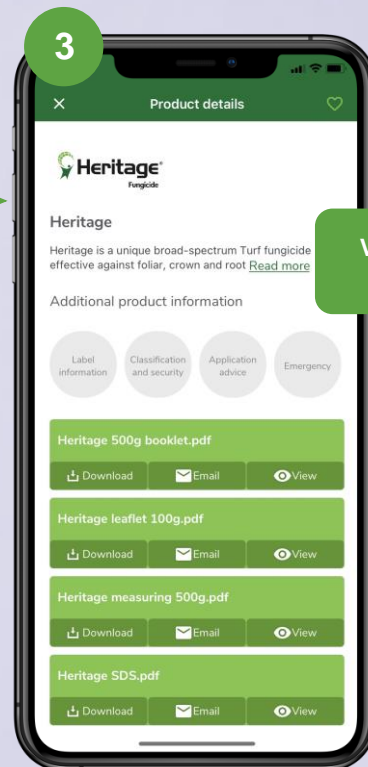 3
Product details
Heritage
Fungicide
Heritage
Heritage is a unique broad-spectrum Turf fungicide
effective against foliar, crown and root Read more
Additional product information
Label
information
Classification
and security
Application
advice
Emergency
Heritage 500g booklet.pdf
Download Email View
Heritage leaflet 100g.pdf
Download Email View
Heritage measuring 500g.pdf
Download Email View
Heritage SDS.pdf
Download Email View